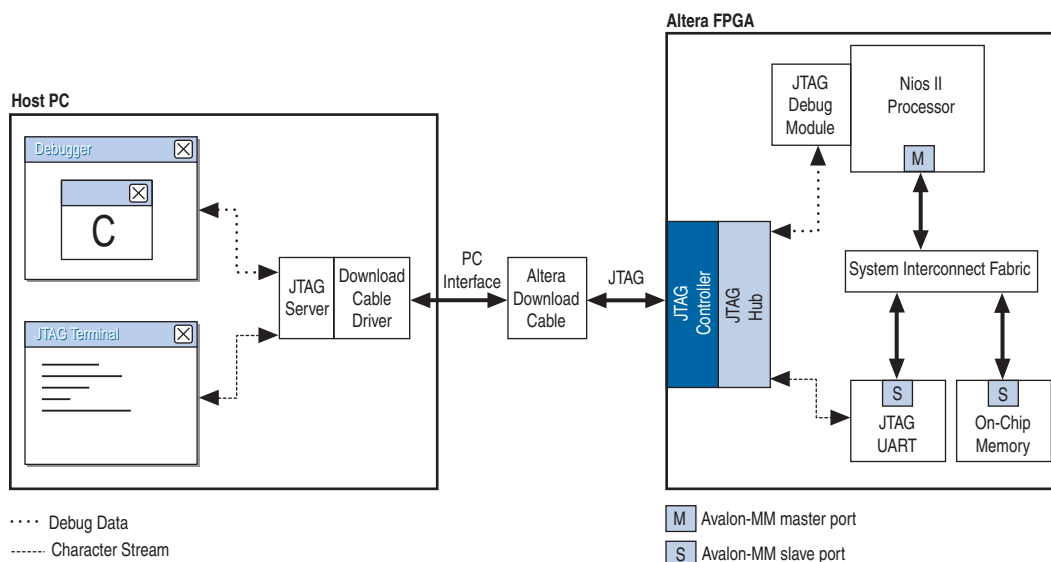 Altera FPGA
Host PC
Debugger
C
JTAG Terminal
JTAG
Server
Download
Cable
Driver
PC
Interface
Altera
Download
Cable
JTAG
JTAG
Controller
JTAG
Hub
JTAG
Debug
Module
Nios II
Processor
M
System Interconnect Fabric
S
JTAG
UART
S
On-Chip
Memory
Debug Data
Character Stream
M
Avalon-MM master port
S
Avalon-MM slave port